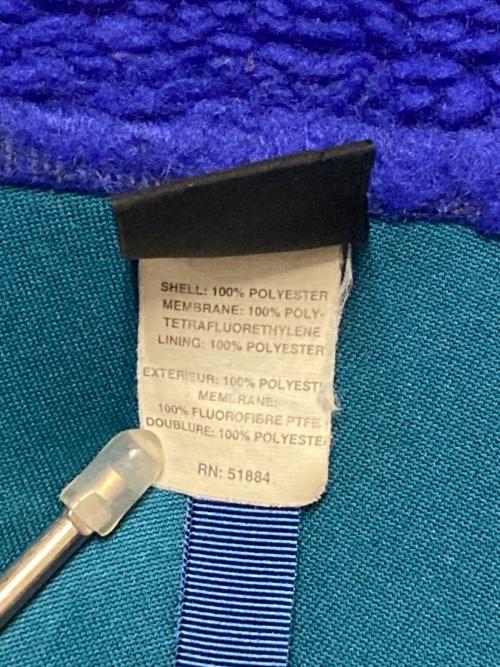 SHELL: 100% POLYESTER
MEMBRANE: 100% POLY-
TETRAFLUORETHYLENE
LINING: 100% POLYESTER
EXTERIEUR: 100% POLYESTE
MEMBRANE:
100% FLUOROFIBRE PTFE
DOUBLURE: 100% POLYESTER
RN: 51884